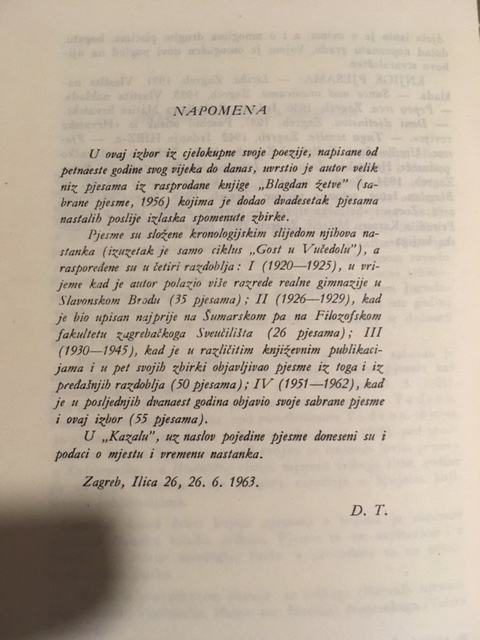 NAPOMENA
U ovaj izbor iz cjelokupne svoje poezije, napisane od
petnaeste godine svog vijeka do danas, uvrstio je autor velik
niz pjesama iz rasprodane knjige „Blagdan žetve” (sa-
brane pjesme, 1956) kojima je dodao dvadesetak pjesama
nastalih poslije izlaska spomenute zbirke.
Pjesme su složene kronologijskim slijedom njihova na-
stanka (izuzetak je samo ciklus „Gost u Vučedolu”), a
raspoređene su u četiri razdoblja: I (1920—1925), u vri-
jeme kad je autor polazio više razrede realne gimnazije u
Slavonskom Brodu (35 pjesama); II (1926—1929), kad
je bio upisan najprije na Šumarskom pa na Filozofskom
fakultetu zagrebačkoga Sveučilišta (26 pjesama); III
(1930—1945), kad je u različitim književnim publikaci-
jama i u pet svojih zbirki objavljivao pjesme iz toga i iz
pređašnjih razdoblja (50 pjesama); IV (1951—1962), kad
je u posljednjih dvanaest godina objavio svoje sabrane pjesme
i ovaj izbor (55 pjesama).
U „Kazalu”, uz naslov pojedine pjesme doneseni su i
podaci o mjestu i vremenu nastanka.
Zagreb, Ilica 26, 26. 6. 1963.
D. T.